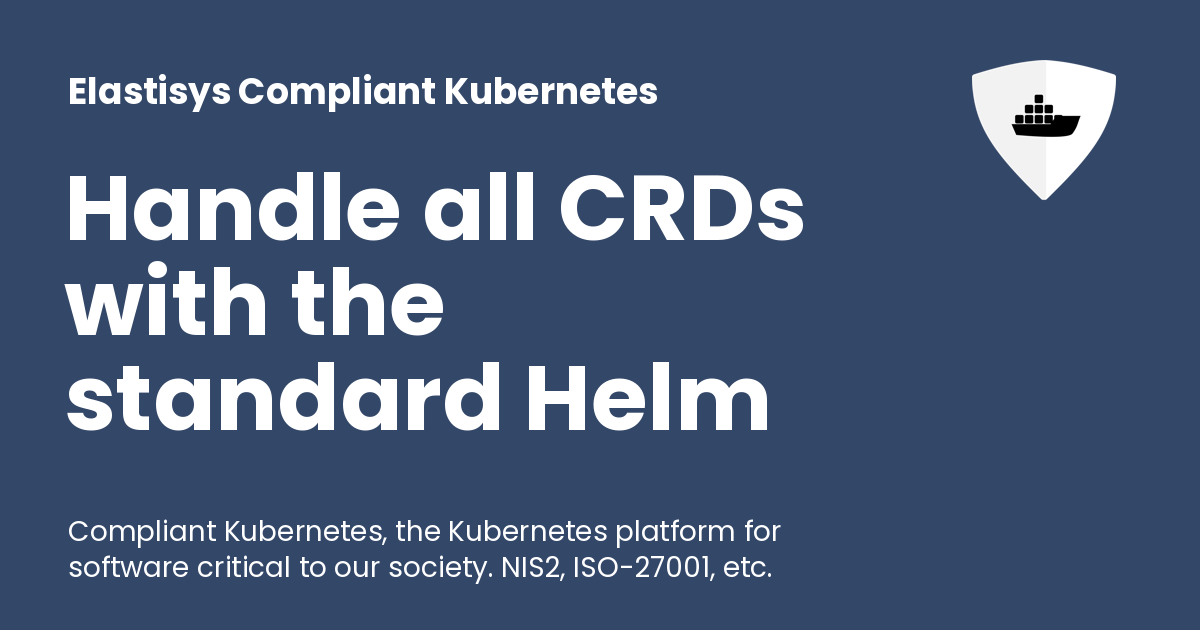 Elastisys Compliant Kubernetes
Handle all CRDs
with the
standard Helm
Compliant Kubernetes, the Kubernetes platform for
software critical to our society. NIS2, ISO-27001, etc.